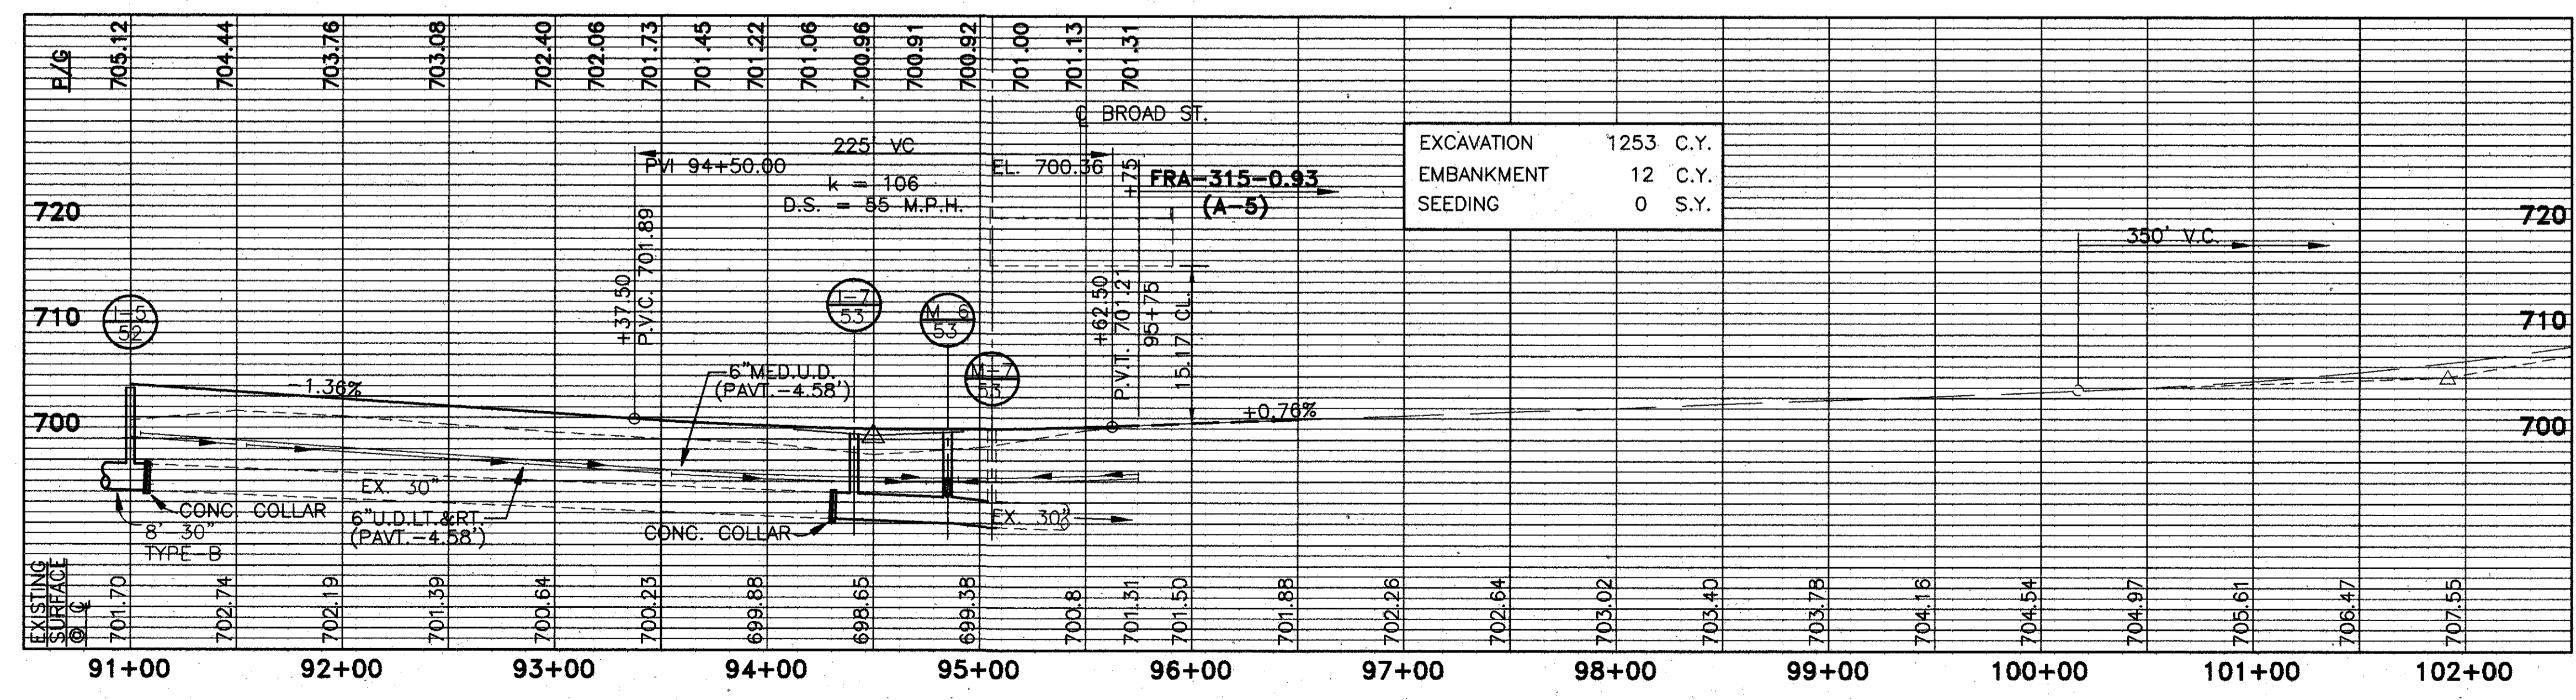 P/G
705.12
704.44
703.76
703.08
702.40
702.06
701.73
701.45
701.22
701.06
700.96
700.91
700.92
701.00
701.13
701.31
℄ BROAD ST.
225' VC
PVI 94+50.00
EL. 700.36
k = 106
D.S. = 55 M.P.H.
+75
FRA-315-0.93
(A-5)
EXCAVATION 1253 C.Y.
EMBANKMENT 12 C.Y.
SEEDING 0 S.Y.
720
720
350' V.C.
+37.50
P.V.C. 701.89
+62.50
P.V.T. 701.21
95+75
15.17 CL.
710
710
I-5
52
I-7
53
M-6
53
M-7
53
-1.36%
6"MED.U.D.
(PAVT.-4.58')
+0.76%
700
700
EX. 30"
CONC. COLLAR
8' 30"
TYPE-B
6"U.D.LT.&RT.
(PAVT.-4.58')
CONC. COLLAR
EX. 30"
EXISTING
SURFACE
@ ℄
701.70
702.74
702.19
701.39
700.64
700.23
699.88
698.65
699.38
700.8
701.31
701.50
701.88
702.26
702.64
703.02
703.40
703.78
704.16
704.54
704.97
705.61
706.47
707.55
91+00
92+00
93+00
94+00
95+00
96+00
97+00
98+00
99+00
100+00
101+00
102+00